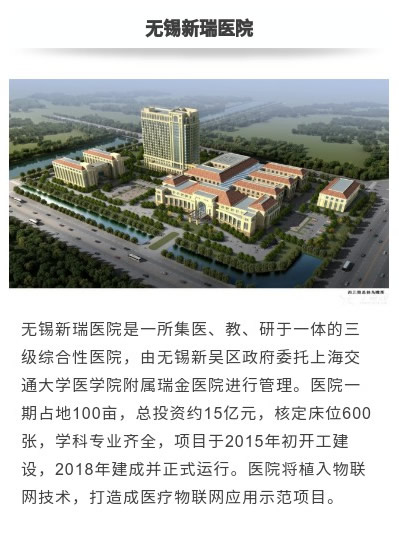 无锡新瑞医院
无锡新瑞医院是一所集医、教、研于一体的三
级综合性医院，由无锡新吴区政府委托上海交
通大学医学院附属瑞金医院进行管理。医院一
期占地100亩，总投资约15亿元，核定床位600
张，学科专业齐全，项目于2015年初开工建
设，2018年建成并正式运行。医院将植入物联
网技术，打造成医疗物联网应用示范项目。